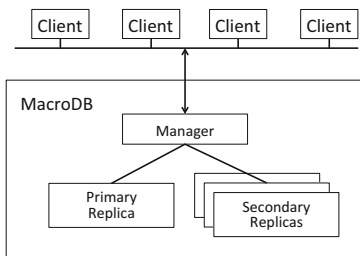 Client Client Client Client
MacroDB
Manager
Primary
Replica
Secondary
Replicas